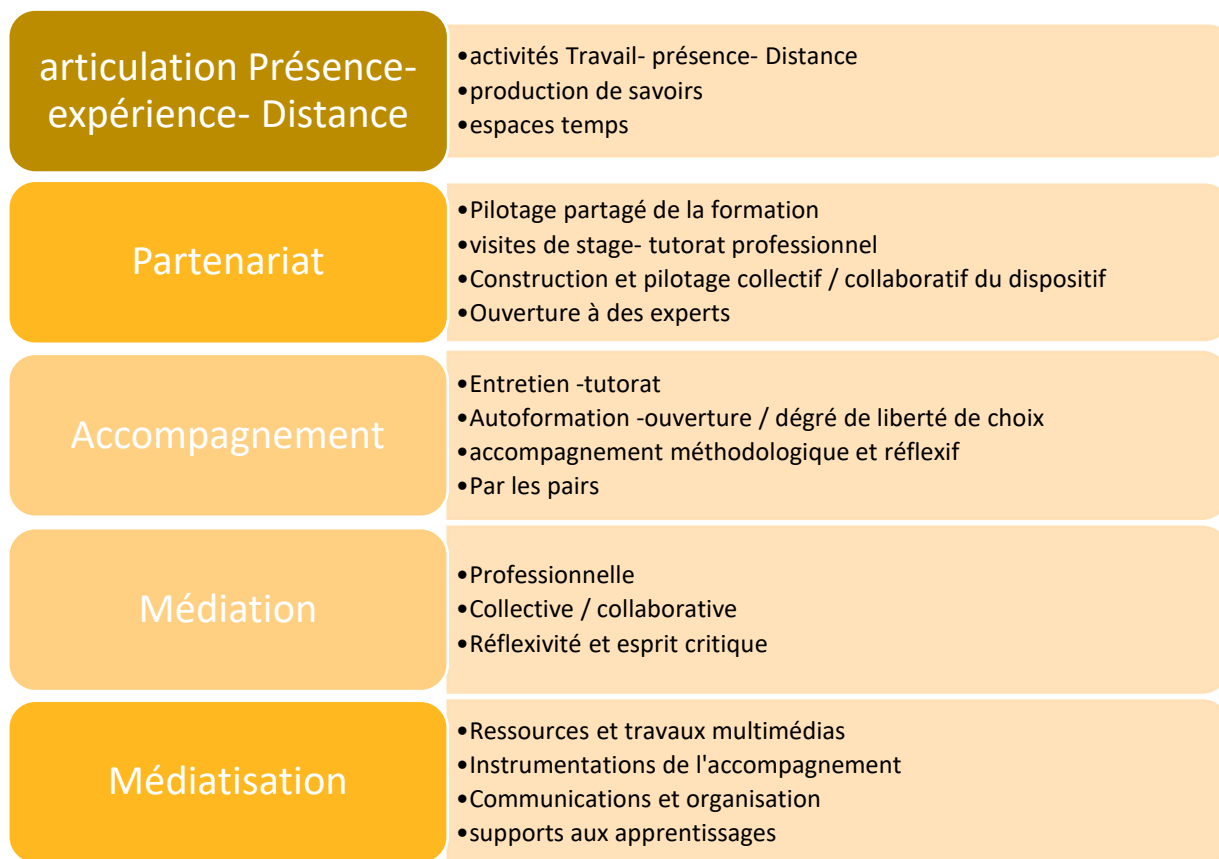 articulation Présence-
expérience- Distance
•activités Travail- présence- Distance
•production de savoirs
•espaces temps
Partenariat
•Pilotage partagé de la formation
•visites de stage- tutorat professionnel
•Construction et pilotage collectif / collaboratif du dispositif
•Ouverture à des experts
Accompagnement
•Entretien -tutorat
•Autoformation -ouverture / dégré de liberté de choix
•accompagnement méthodologique et réflexif
•Par les pairs
Médiation
•Professionnelle
•Collective / collaborative
•Réflexivité et esprit critique
Médiatisation
•Ressources et travaux multimédias
•Instrumentations de l'accompagnement
•Communications et organisation
•supports aux apprentissages